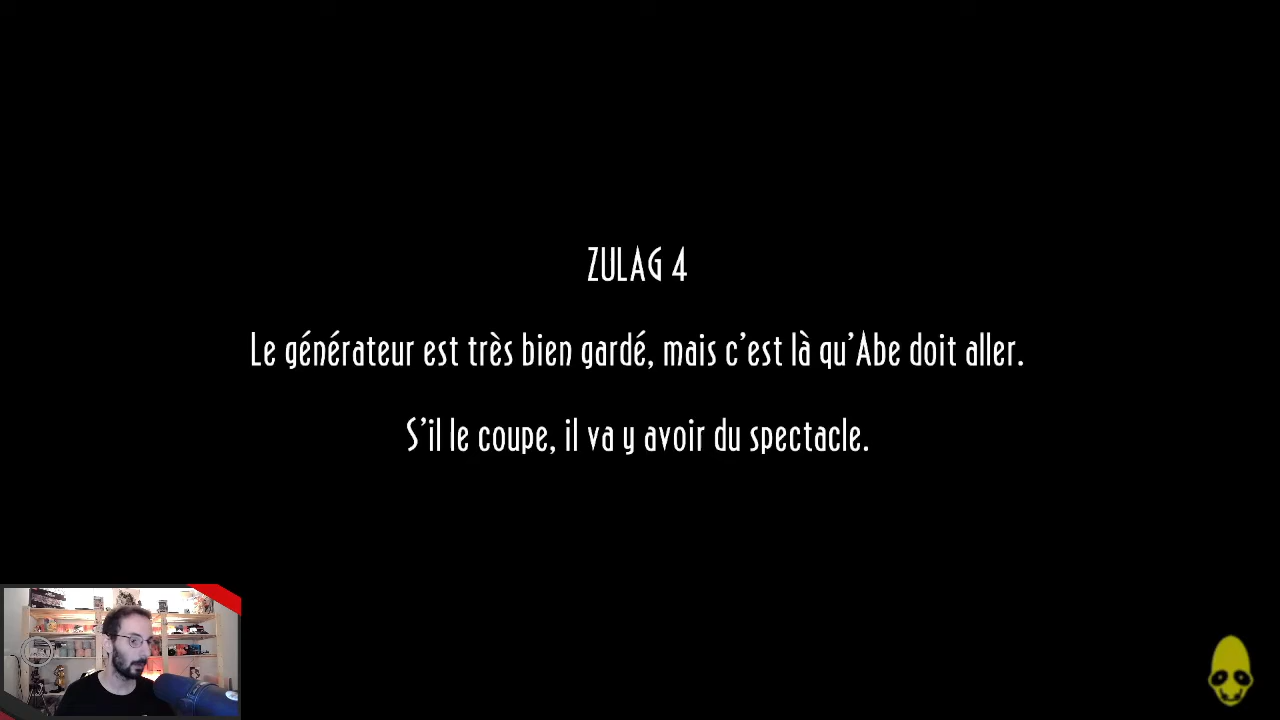 ZULAG 4
Le générateur est très bien gardé, mais c’est là qu’Abe doit aller.
S’il le coupe, il va y avoir du spectacle.